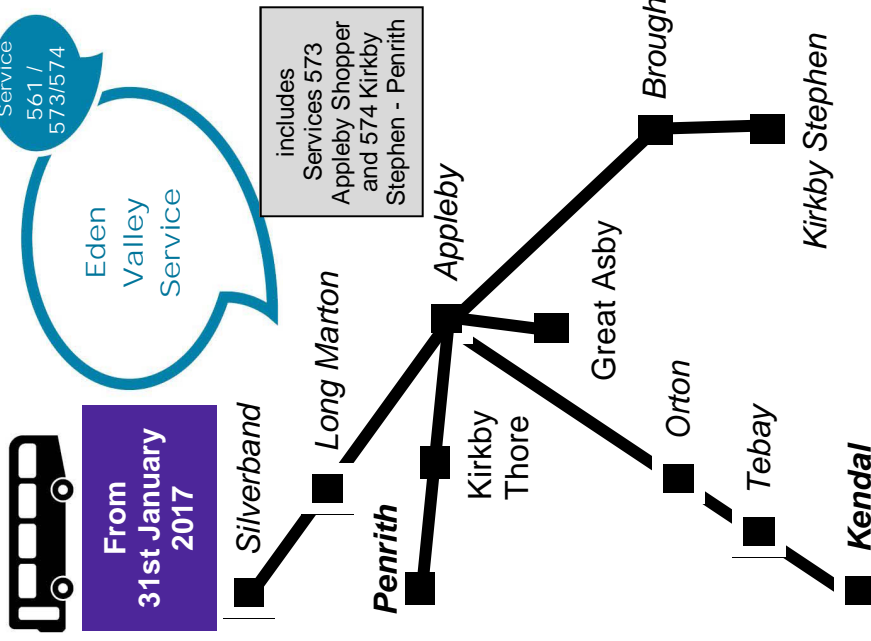 Service
561 /
573/574
Eden
Valley
Service
From
31st January
2017
includes
Services 573
Appleby Shopper
and 574 Kirkby
Stephen - Penrith
Silverband
Long Marton
Appleby
Brough
Penrith
Kirkby
Thore
Great Asby
Kirkby Stephen
Orton
Tebay
Kendal